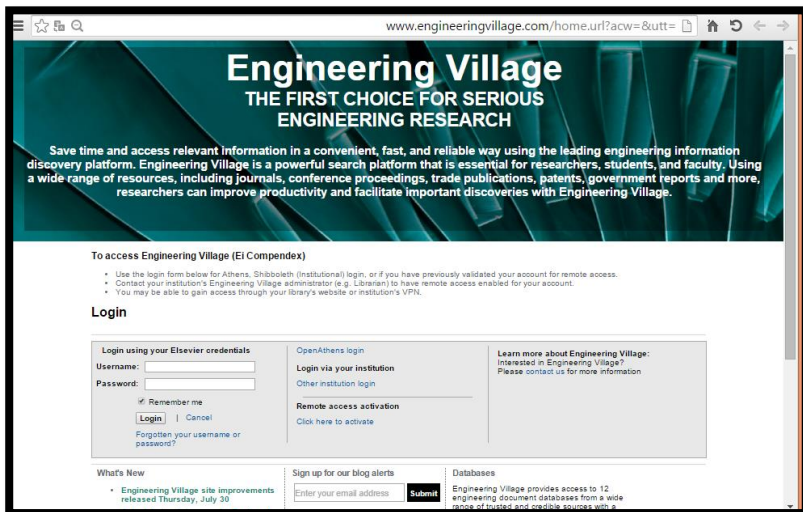 www.engineeringvillage.com/home.url?acw=&utt=
Engineering Village
THE FIRST CHOICE FOR SERIOUS
ENGINEERING RESEARCH
Save time and access relevant information in a convenient, fast, and reliable way using the leading engineering information
discovery platform. Engineering Village is a powerful search platform that is essential for researchers, students, and faculty. Using
a wide range of resources, including journals, conference proceedings, trade publications, patents, government reports and more,
researchers can improve productivity and facilitate important discoveries with Engineering Village.
To access Engineering Village (Ei Compendex)
• Use the login form below for Athens, Shibboleth (Institutional) login, or if you have previously validated your account for remote access.
• Contact your institution's Engineering Village administrator (e.g. Librarian) to have remote access enabled for your account.
• You may be able to gain access through your library's website or institution's VPN.
Login
Login using your Elsevier credentials
Username:
Password:
Remember me
Login | Cancel
Forgotten your username or
password?
OpenAthens login
Login via your institution
Other institution login
Remote access activation
Click here to activate
Learn more about Engineering Village:
Interested in Engineering Village?
Please contact us for more information
What's New
• Engineering Village site improvements
released Thursday, July 30
Sign up for our blog alerts
Enter your email address Submit
Databases
Engineering Village provides access to 12
engineering document databases from a wide
range of trusted and credible sources with a